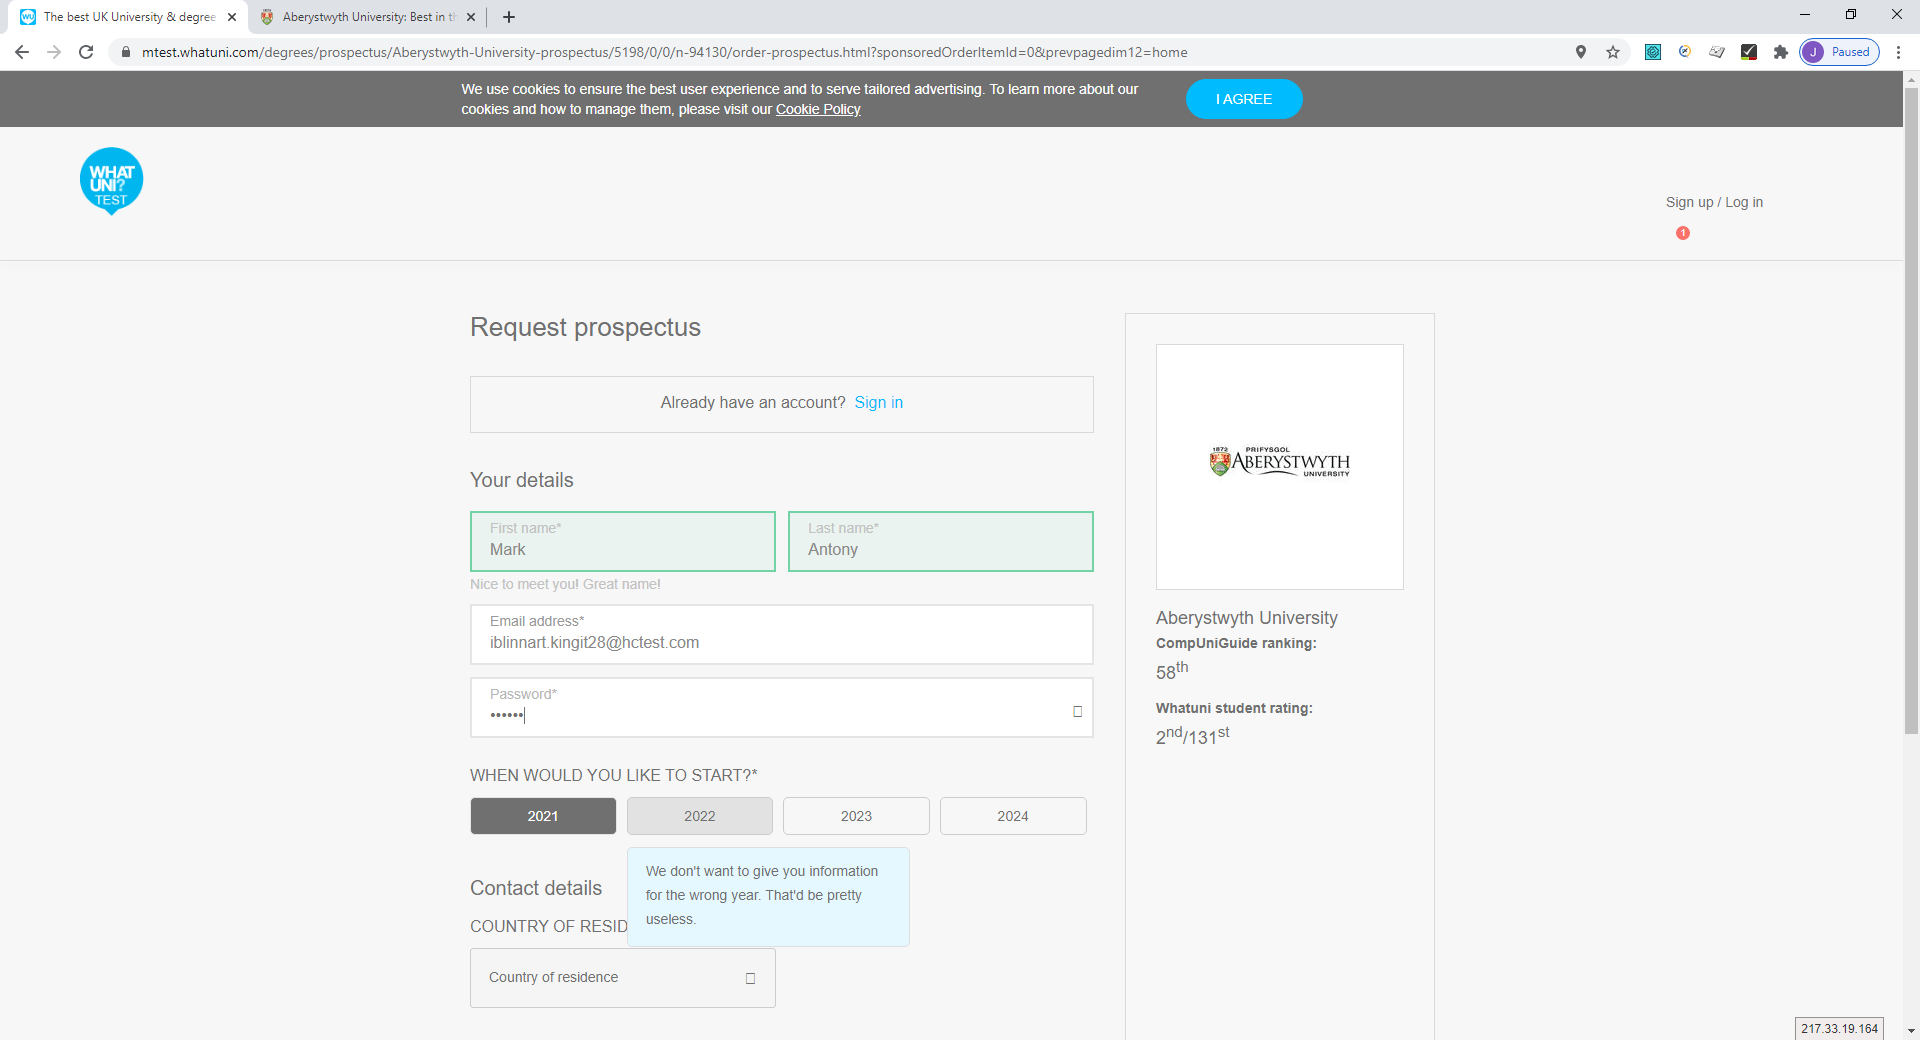 The best UK University & degree
Aberystwyth University: Best in th
mtest.whatuni.com/degrees/prospectus/Aberystwyth-University-prospectus/5198/0/0/n-94130/order-prospectus.html?sponsoredOrderItemId=0&prevpagedim12=home
J Paused
We use cookies to ensure the best user experience and to serve tailored advertising. To learn more about our
cookies and how to manage them, please visit our Cookie Policy
I AGREE
WHAT
UNI?
TEST
Sign up / Log in
1
Request prospectus
Already have an account? Sign in
Your details
First name*
Mark
Last name*
Antony
Nice to meet you! Great name!
Email address*
iblinnart.kingit28@hctest.com
Password*
••••••
WHEN WOULD YOU LIKE TO START?*
2021
2022
2023
2024
We don't want to give you information
for the wrong year. That'd be pretty
useless.
Contact details
COUNTRY OF RESID
Country of residence
1872
PRIFYSGOL
ABERYSTWYTH
UNIVERSITY
Aberystwyth University
CompUniGuide ranking:
58th
Whatuni student rating:
2nd/131st
217.33.19.164